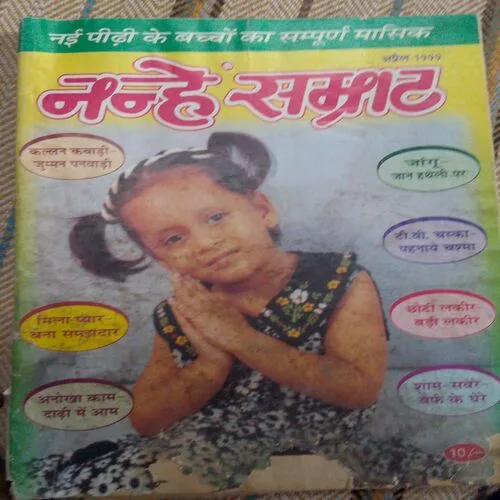 नई पीढ़ी के बच्चों का सम्पूर्ण मासिक
अप्रैल 1999
नन्हें सम्राट
कल्लन कबाड़ी-
जुम्मन पनवाड़ी
जांगू-
जान हथेली पर
टी.वी. चस्का-
पहनाये चश्मा
मिला प्यार-
बना समझदार
छोटी लकीर-
बड़ी लकीर
अनोखा काम-
दाढ़ी में आम
शाम-सवेरे
बर्फ के घेरे
10/-